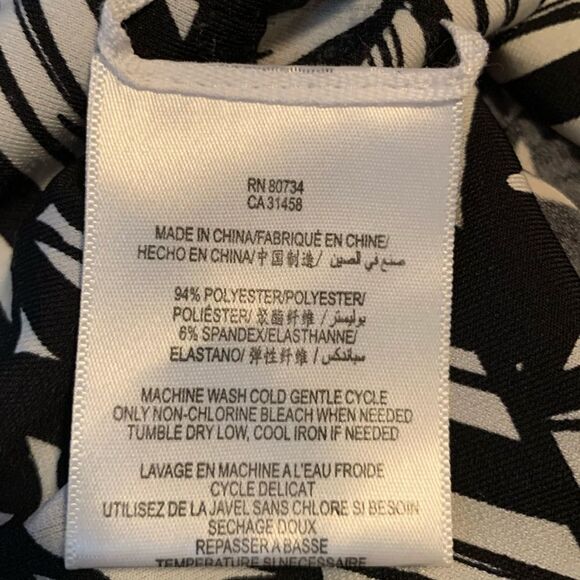 RN 80734
CA 31458
MADE IN CHINA/FABRIQUÉ EN CHINE/
HECHO EN CHINA/中国制造/ صنع في الصين
94% POLYESTER/POLYESTER/
POLIÉSTER/ 聚酯纤维 / بوليستر
6% SPANDEX/ELASTHANNE/
ELASTANO/ 弹性纤维 / سباندكس
MACHINE WASH COLD GENTLE CYCLE
ONLY NON-CHLORINE BLEACH WHEN NEEDED
TUMBLE DRY LOW, COOL IRON IF NEEDED
LAVAGE EN MACHINE A L'EAU FROIDE
CYCLE DELICAT
UTILISEZ DE LA JAVEL SANS CHLORE SI BESOIN
SECHAGE DOUX
REPASSER A BASSE
TEMPERATURE SI NECESSAIRE